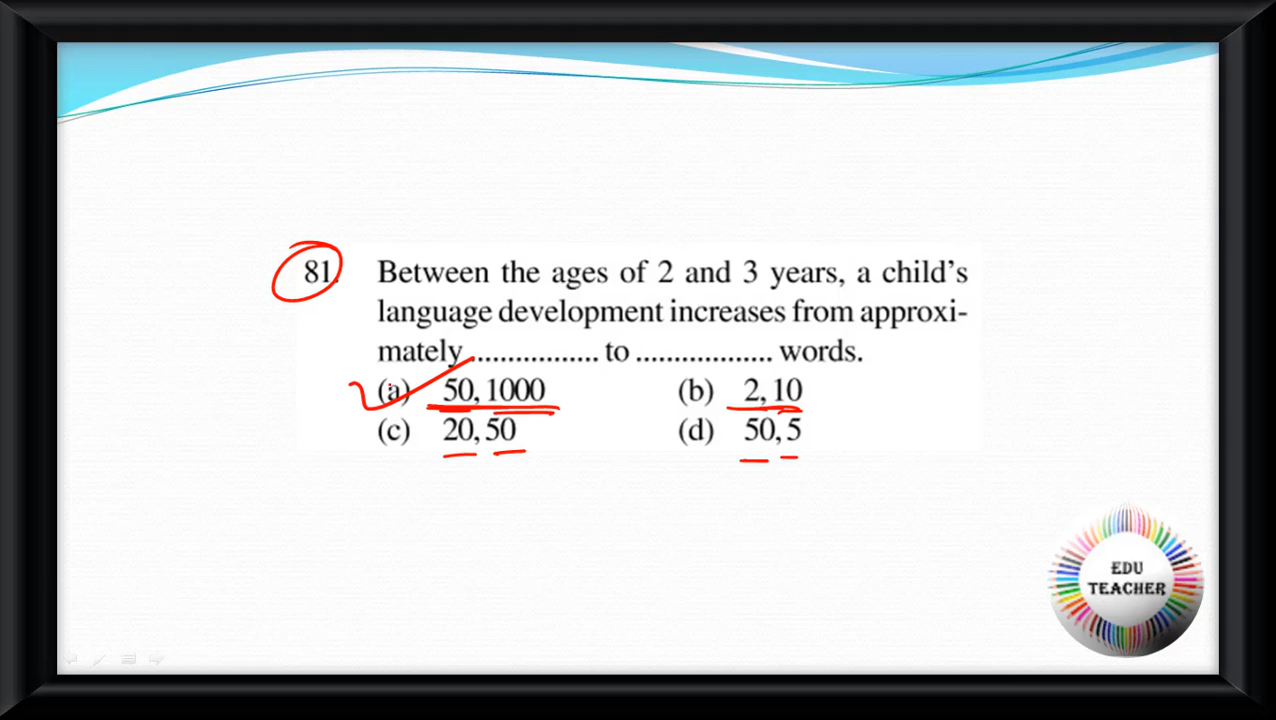 81. Between the ages of 2 and 3 years, a child's
language development increases from approxi-
mately ................. to .................. words.
(a) 50, 1000 (b) 2, 10
(c) 20, 50 (d) 50, 5
EDU
TEACHER